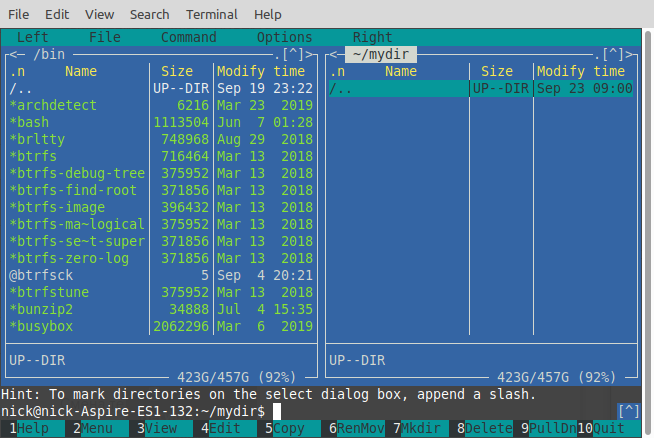 File Edit View Search Terminal Help
Left File Command Options Right
<─ /bin ─.[^]> <─ ~/mydir ─.[^]>
.n Name Size Modify time .n Name Size Modify time
/.. UP--DIR Sep 19 23:22 /.. UP--DIR Sep 23 09:00
*archdetect 6216 Mar 23 2019
*bash 1113504 Jun 7 01:28
*brltty 748968 Aug 29 2018
*btrfs 716464 Mar 13 2018
*btrfs-debug-tree 375952 Mar 13 2018
*btrfs-find-root 371856 Mar 13 2018
*btrfs-image 396432 Mar 13 2018
*btrfs-ma~logical 375952 Mar 13 2018
*btrfs-se~t-super 371856 Mar 13 2018
*btrfs-zero-log 371856 Mar 13 2018
@btrfsck 5 Sep 4 20:21
*btrfstune 375952 Mar 13 2018
*bunzip2 34888 Jul 4 15:35
*busybox 2062296 Mar 6 2019
UP--DIR UP--DIR
423G/457G (92%) 423G/457G (92%)
Hint: To mark directories on the select dialog box, append a slash.
nick@nick-Aspire-ES1-132:~/mydir$ [^]
1Help 2Menu 3View 4Edit 5Copy 6RenMov 7Mkdir 8Delete 9PullDn 10Quit